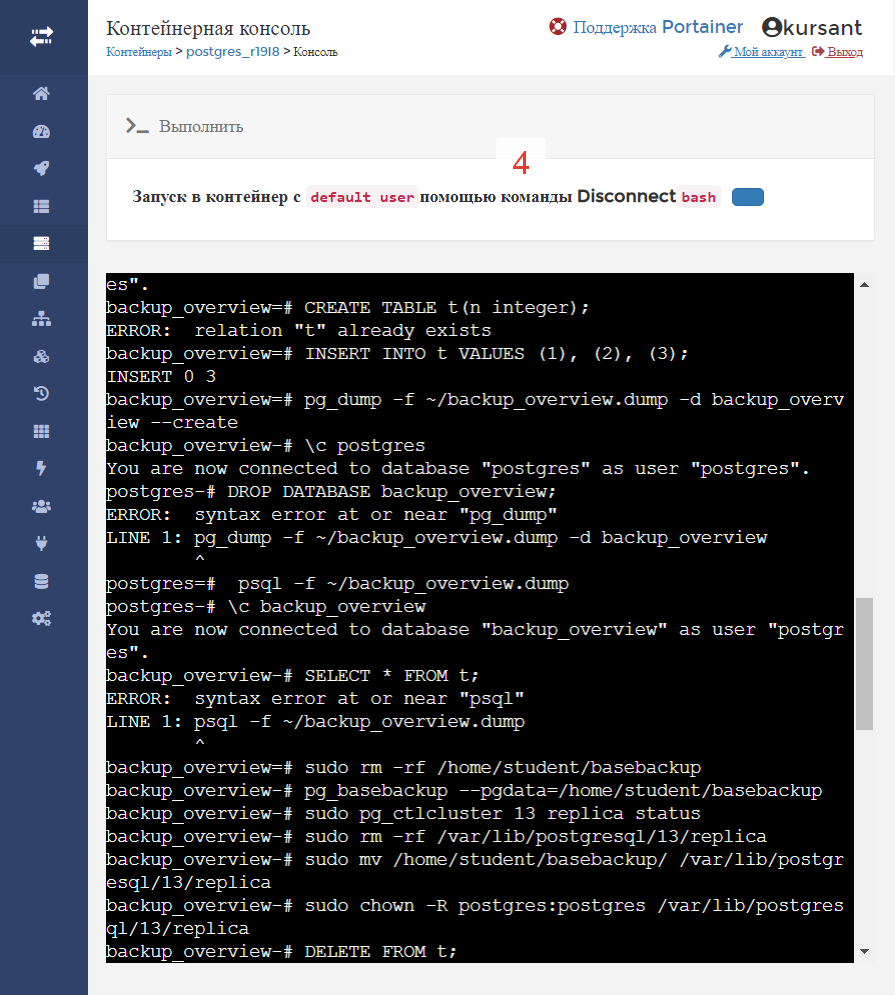 Контейнерная консоль
Поддержка Portainer
kursant
Контейнеры > postgres_r19l8 > Консоль
Мой аккаунт Выход
>_ Выполнить
4
Запуск в контейнер с default user помощью команды Disconnect bash
es".
backup_overview=# CREATE TABLE t(n integer);
ERROR:  relation "t" already exists
backup_overview=# INSERT INTO t VALUES (1), (2), (3);
INSERT 0 3
backup_overview=# pg_dump -f ~/backup_overview.dump -d backup_overv
iew --create
backup_overview-# \c postgres
You are now connected to database "postgres" as user "postgres".
postgres-# DROP DATABASE backup_overview;
ERROR:  syntax error at or near "pg_dump"
LINE 1: pg_dump -f ~/backup_overview.dump -d backup_overview
        ^
postgres=#  psql -f ~/backup_overview.dump
postgres-# \c backup_overview
You are now connected to database "backup_overview" as user "postgr
es".
backup_overview-# SELECT * FROM t;
ERROR:  syntax error at or near "psql"
LINE 1: psql -f ~/backup_overview.dump
        ^
backup_overview=# sudo rm -rf /home/student/basebackup
backup_overview-# pg_basebackup --pgdata=/home/student/basebackup
backup_overview-# sudo pg_ctlcluster 13 replica status
backup_overview-# sudo rm -rf /var/lib/postgresql/13/replica
backup_overview-# sudo mv /home/student/basebackup/ /var/lib/postgr
esql/13/replica
backup_overview-# sudo chown -R postgres:postgres /var/lib/postgres
ql/13/replica
backup_overview-# DELETE FROM t;